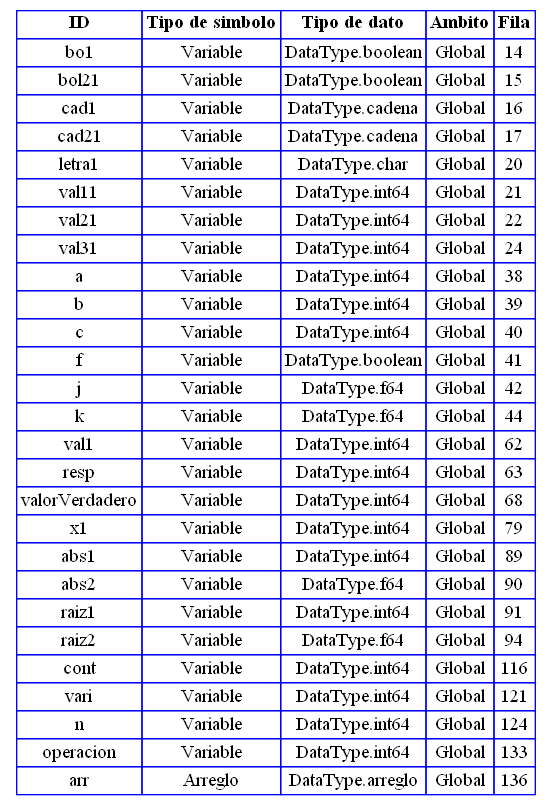 ID Tipo de simbolo Tipo de dato Ambito Fila
bo1 Variable DataType.boolean Global 14
bol21 Variable DataType.boolean Global 15
cad1 Variable DataType.cadena Global 16
cad21 Variable DataType.cadena Global 17
letra1 Variable DataType.char Global 20
val11 Variable DataType.int64 Global 21
val21 Variable DataType.int64 Global 22
val31 Variable DataType.int64 Global 24
a Variable DataType.int64 Global 38
b Variable DataType.int64 Global 39
c Variable DataType.int64 Global 40
f Variable DataType.boolean Global 41
j Variable DataType.f64 Global 42
k Variable DataType.f64 Global 44
val1 Variable DataType.int64 Global 62
resp Variable DataType.int64 Global 63
valorVerdadero Variable DataType.int64 Global 68
x1 Variable DataType.int64 Global 79
abs1 Variable DataType.int64 Global 89
abs2 Variable DataType.f64 Global 90
raiz1 Variable DataType.int64 Global 91
raiz2 Variable DataType.f64 Global 94
cont Variable DataType.int64 Global 116
vari Variable DataType.int64 Global 121
n Variable DataType.int64 Global 124
operacion Variable DataType.int64 Global 133
arr Arreglo DataType.arreglo Global 136